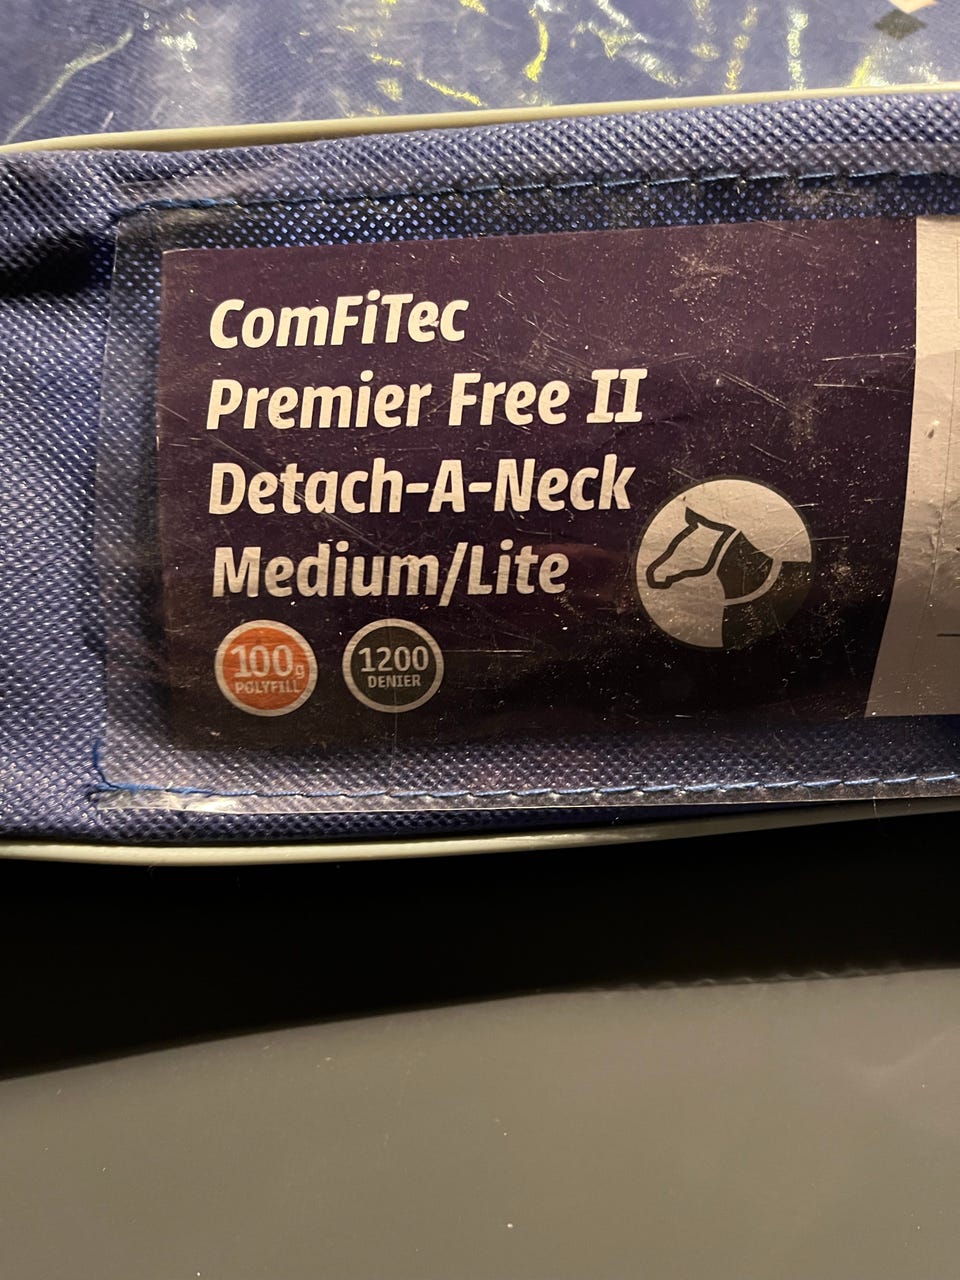 ComFiTec
Premier Free II
Detach-A-Neck
Medium/Lite
100g
POLYFILL
1200
DENIER